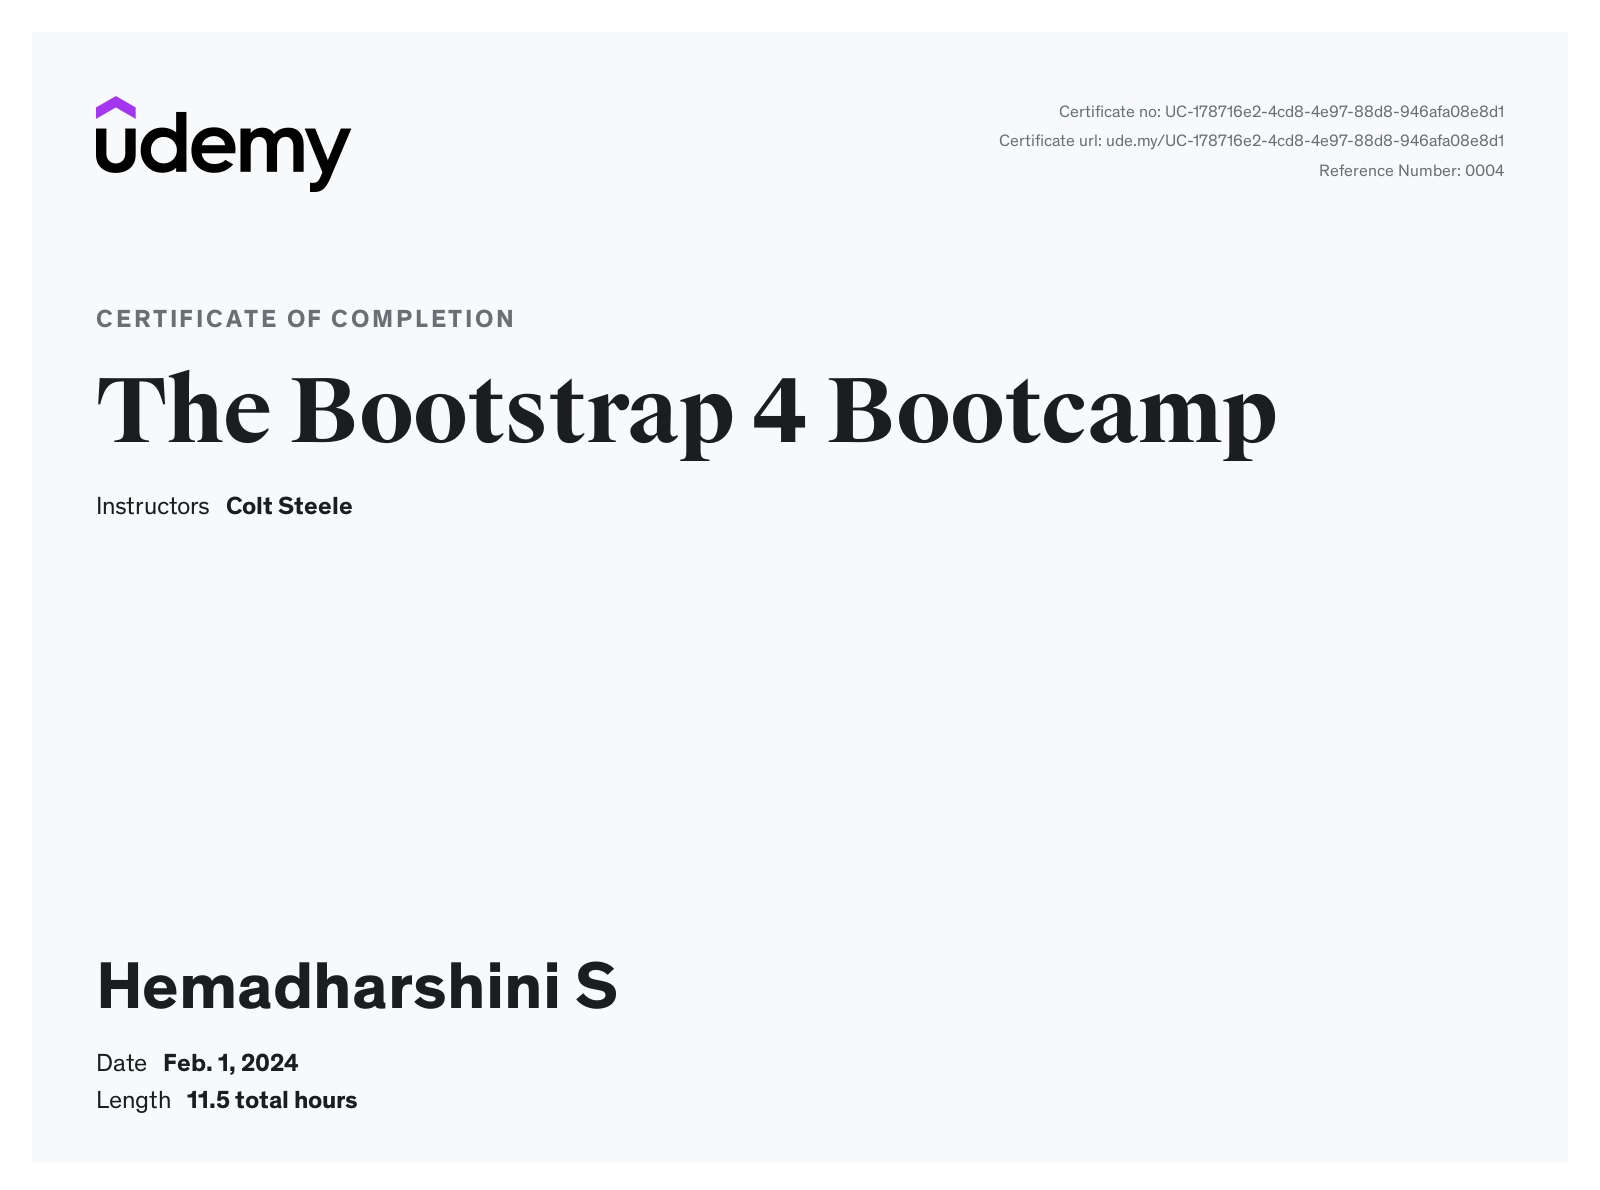 udemy
Certificate no: UC-178716e2-4cd8-4e97-88d8-946afa08e8d1
Certificate url: ude.my/UC-178716e2-4cd8-4e97-88d8-946afa08e8d1
Reference Number: 0004
CERTIFICATE OF COMPLETION
The Bootstrap 4 Bootcamp
Instructors Colt Steele
Hemadharshini S
Date Feb. 1, 2024
Length 11.5 total hours